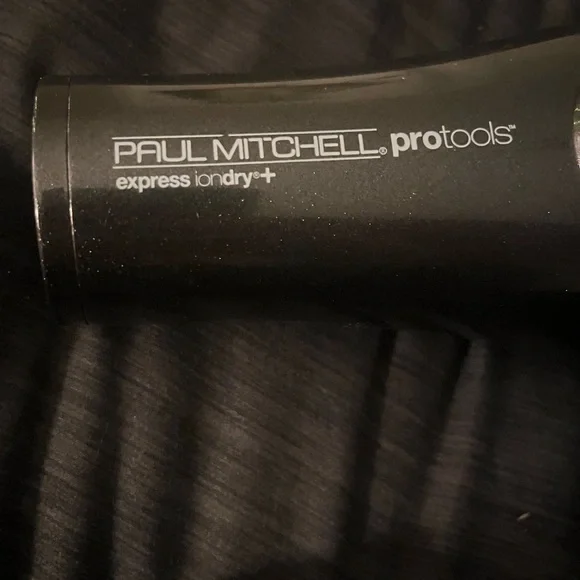 PAUL MITCHELL® protools™
express iondry®+